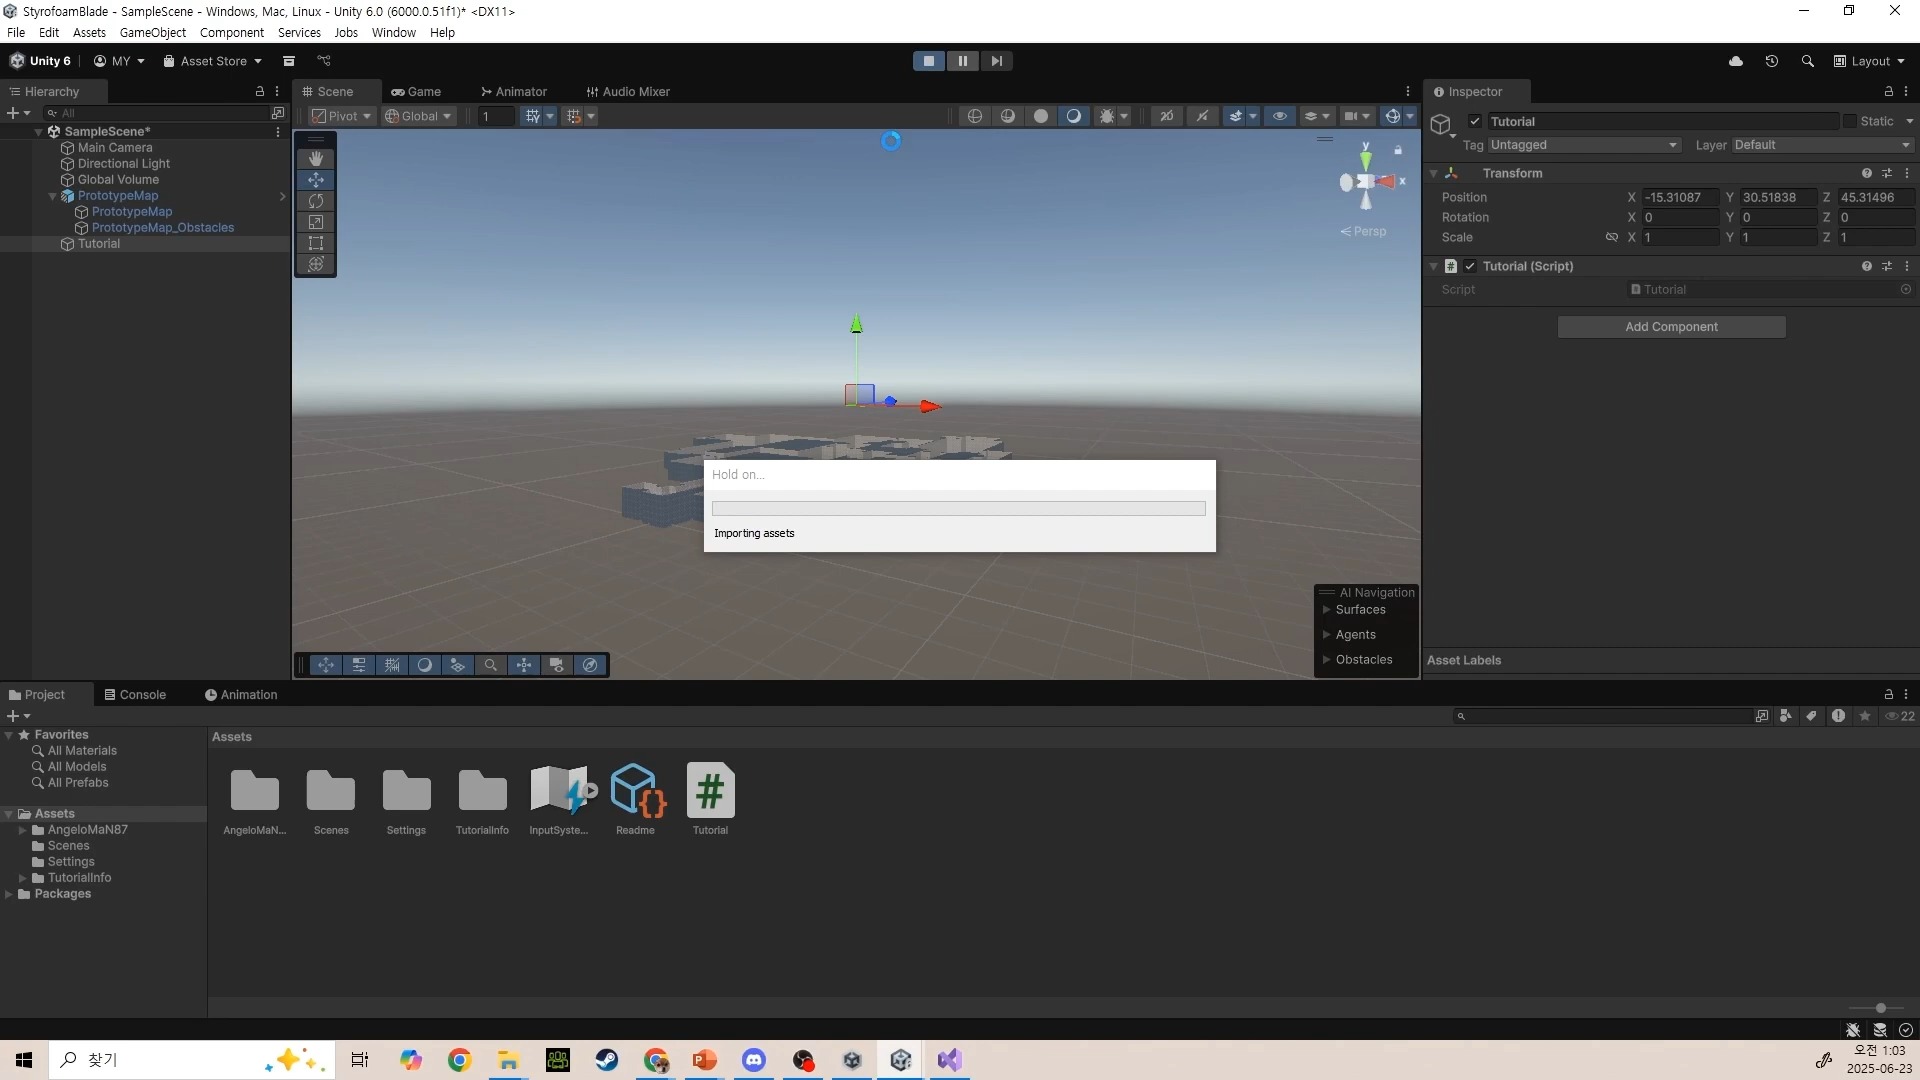 StyrofoamBlade - SampleScene - Windows, Mac, Linux - Unity 6.0 (6000.0.51f1)* <DX11>
File Edit Assets GameObject Component Services Jobs Window Help
Unity 6 MY Asset Store Layout
Hierarchy
All
SampleScene*
Main Camera
Directional Light
Global Volume
PrototypeMap
PrototypeMap
PrototypeMap_Obstacles
Tutorial
Scene Game Animator Audio Mixer
Pivot Global 1 2D
y
x
Persp
Hold on...
Importing assets
AI Navigation
Surfaces
Agents
Obstacles
Inspector
Tutorial Static
Tag Untagged Layer Default
Transform
Position X -15.31087 Y 30.51838 Z 45.31496
Rotation X 0 Y 0 Z 0
Scale X 1 Y 1 Z 1
Tutorial (Script)
Script Tutorial
Add Component
Asset Labels
Project Console Animation
22
Favorites
All Materials
All Models
All Prefabs
Assets
AngeloMaN87
Scenes
Settings
TutorialInfo
Packages
Assets
AngeloMaN... Scenes Settings TutorialInfo InputSyste... Readme Tutorial
찾기
오전 1:03
2025-06-23